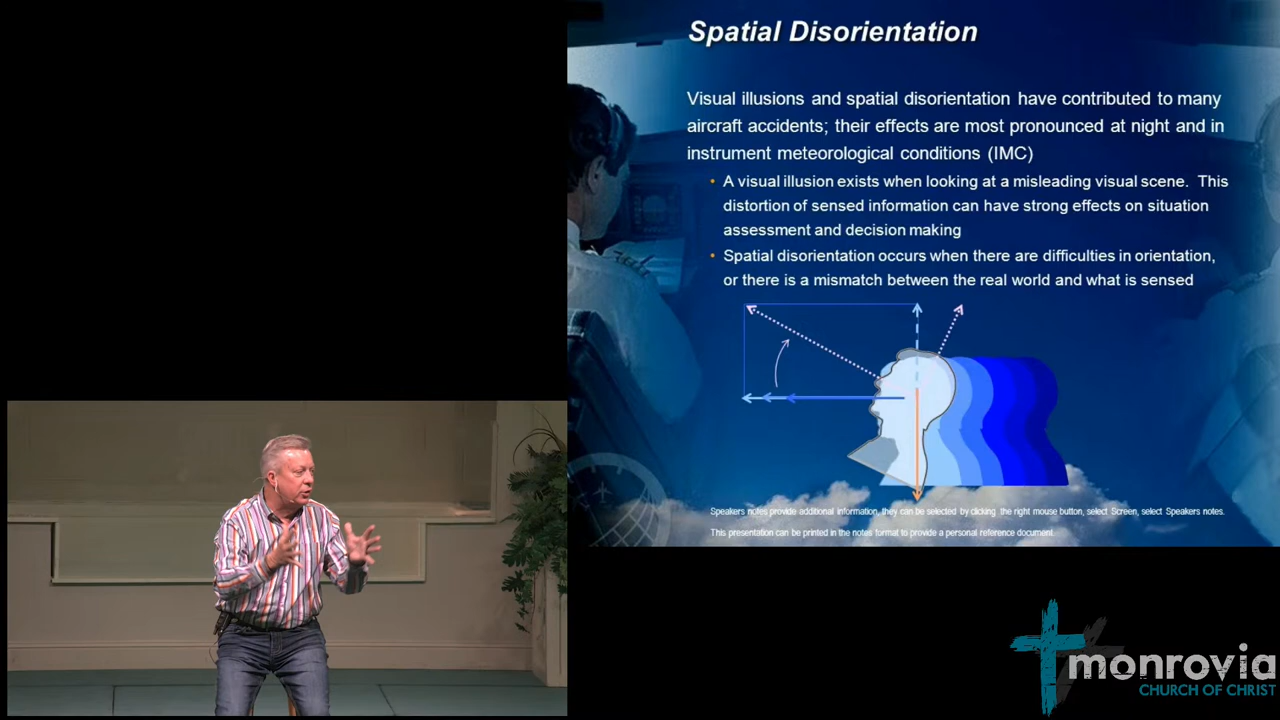 Spatial Disorientation
Visual illusions and spatial disorientation have contributed to many
aircraft accidents; their effects are most pronounced at night and in
instrument meteorological conditions (IMC)
• A visual illusion exists when looking at a misleading visual scene. This
distortion of sensed information can have strong effects on situation
assessment and decision making
• Spatial disorientation occurs when there are difficulties in orientation,
or there is a mismatch between the real world and what is sensed
Speakers notes provide additional information, they can be selected by clicking the right mouse button, select Screen, select Speakers notes.
This presentation can be printed in the notes format to provide a personal reference document.
monrovia
CHURCH OF CHRIST